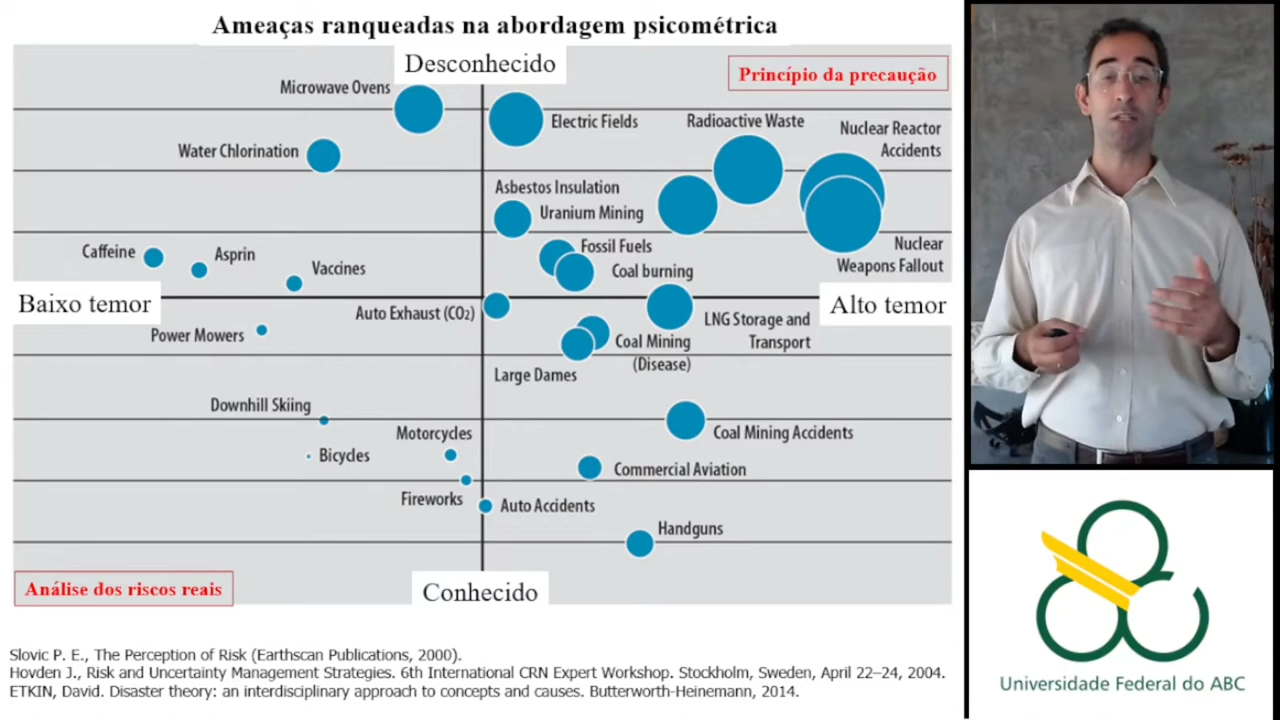 Ameaças ranqueadas na abordagem psicométrica
Desconhecido
Princípio da precaução
Microwave Ovens
Electric Fields
Radioactive Waste
Nuclear Reactor
Accidents
Water Chlorination
Asbestos Insulation
Uranium Mining
Caffeine
Asprin
Vaccines
Fossil Fuels
Coal burning
Nuclear
Weapons Fallout
Baixo temor
Alto temor
Auto Exhaust (CO₂)
LNG Storage and
Transport
Power Mowers
Coal Mining
(Disease)
Large Dames
Downhill Skiing
Motorcycles
Coal Mining Accidents
Bicycles
Commercial Aviation
Fireworks
Auto Accidents
Handguns
Análise dos riscos reais
Conhecido
Slovic P. E., The Perception of Risk (Earthscan Publications, 2000).
Hovden J., Risk and Uncertainty Management Strategies. 6th International CRN Expert Workshop. Stockholm, Sweden, April 22–24, 2004.
ETKIN, David. Disaster theory: an interdisciplinary approach to concepts and causes. Butterworth-Heinemann, 2014.
Universidade Federal do ABC